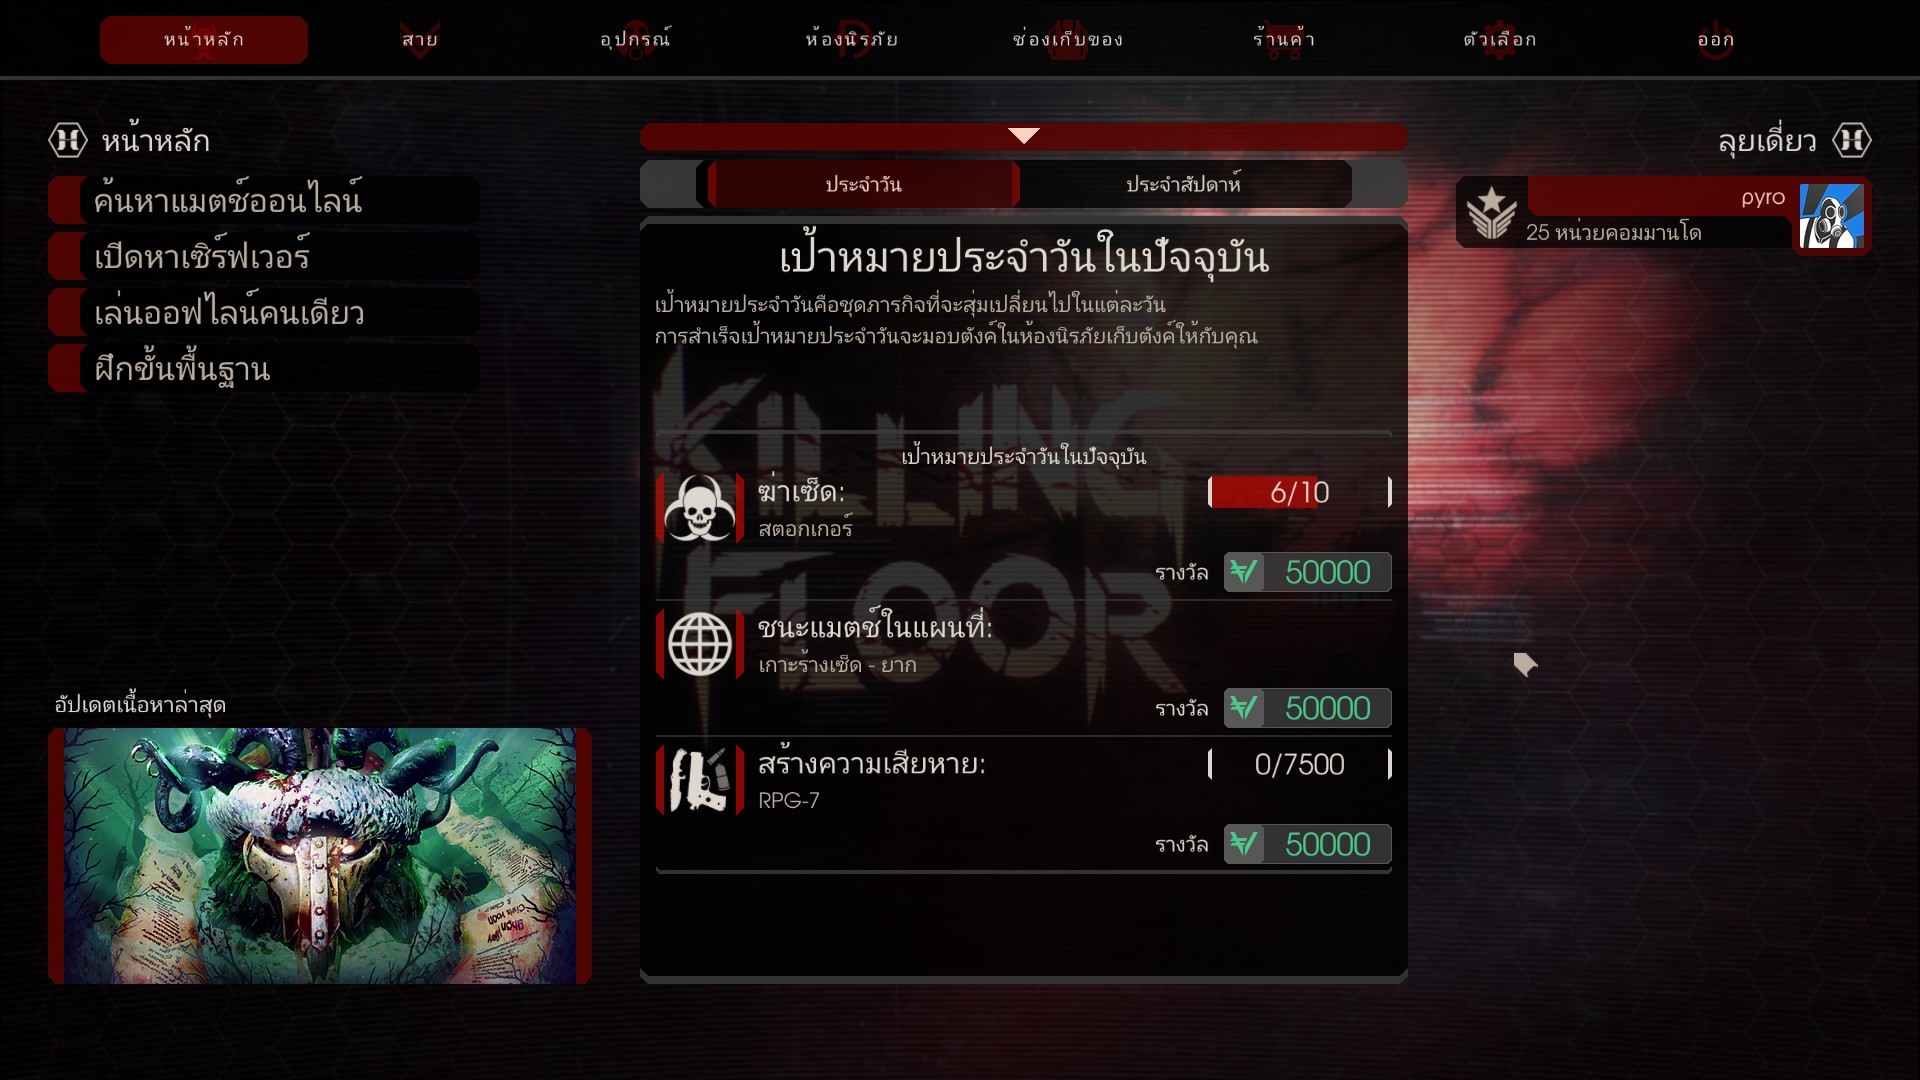 หน้าหลัก
สาย
อุปกรณ์
ห้องนิรภัย
ช่องเก็บของ
ร้านค้า
ตัวเลือก
ออก
หน้าหลัก
ค้นหาแมตช์ออนไลน์
เปิดหาเซิร์ฟเวอร์
เล่นออฟไลน์คนเดียว
ฝึกขั้นพื้นฐาน
อัปเดตเนื้อหาล่าสุด
ประจำวัน
ประจำสัปดาห์
เป้าหมายประจำวันในปัจจุบัน
เป้าหมายประจำวันคือชุดภารกิจที่จะสุ่มเปลี่ยนไปในแต่ละวัน
การสำเร็จเป้าหมายประจำวันจะมอบตังค์ในห้องนิรภัยเก็บตังค์ให้กับคุณ
KILLING
FLOOR
เป้าหมายประจำวันในปัจจุบัน
ฆ่าเซ็ด:
6/10
สตอกเกอร์
รางวัล
50000
ชนะแมตช์ในแผนที่:
เกาะร้างเซ็ด - ยาก
รางวัล
50000
สร้างความเสียหาย:
0/7500
RPG-7
รางวัล
50000
ลุยเดี่ยว
pyro
25 หน่วยคอมมานโด